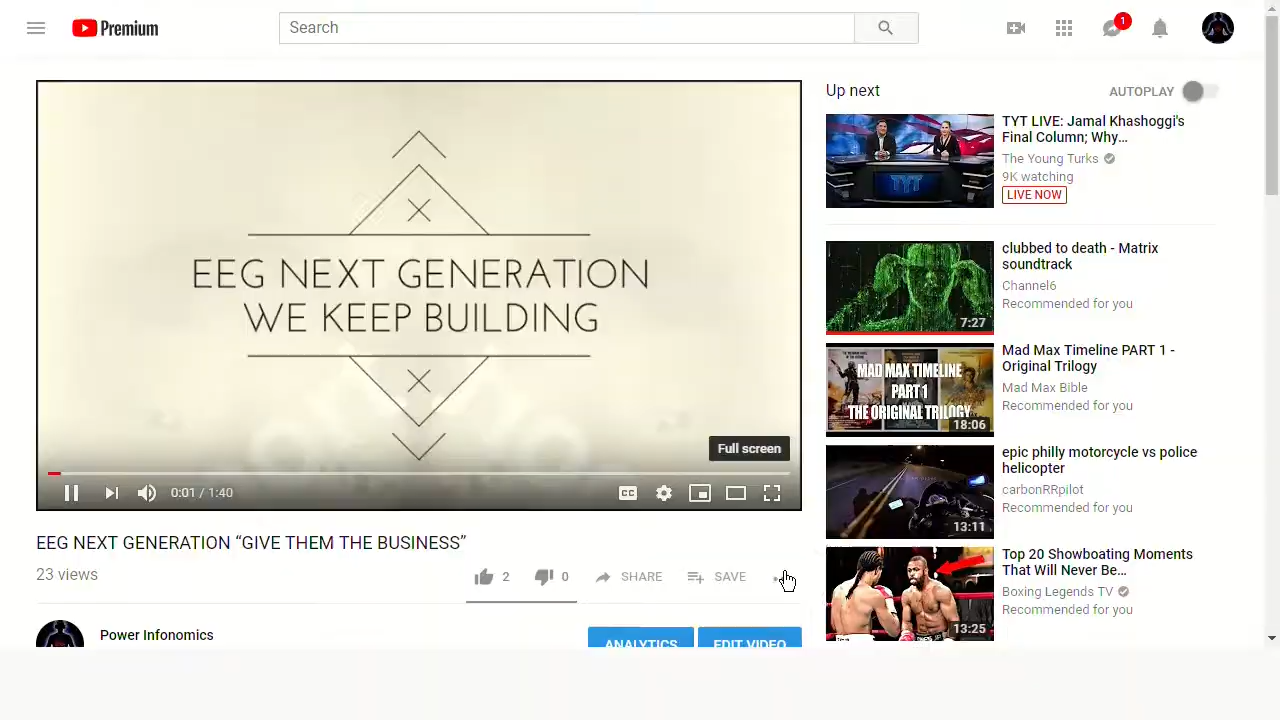 Premium
Search
1
EEG NEXT GENERATION
WE KEEP BUILDING
Full screen
0:01 / 1:40
CC
EEG NEXT GENERATION “GIVE THEM THE BUSINESS”
23 views
2
0
SHARE
SAVE
Power Infonomics
ANALYTICS
EDIT VIDEO
Up next
AUTOPLAY
TYT
TYT LIVE: Jamal Khashoggi's
Final Column; Why...
The Young Turks
9K watching
LIVE NOW
7:27
clubbed to death - Matrix
soundtrack
Channel6
Recommended for you
MAD MAX TIMELINE
PART 1
THE ORIGINAL TRILOGY
18:06
Mad Max Timeline PART 1 -
Original Trilogy
Mad Max Bible
Recommended for you
13:11
epic philly motorcycle vs police
helicopter
carbonRRpilot
Recommended for you
13:25
Top 20 Showboating Moments
That Will Never Be...
Boxing Legends TV
Recommended for you